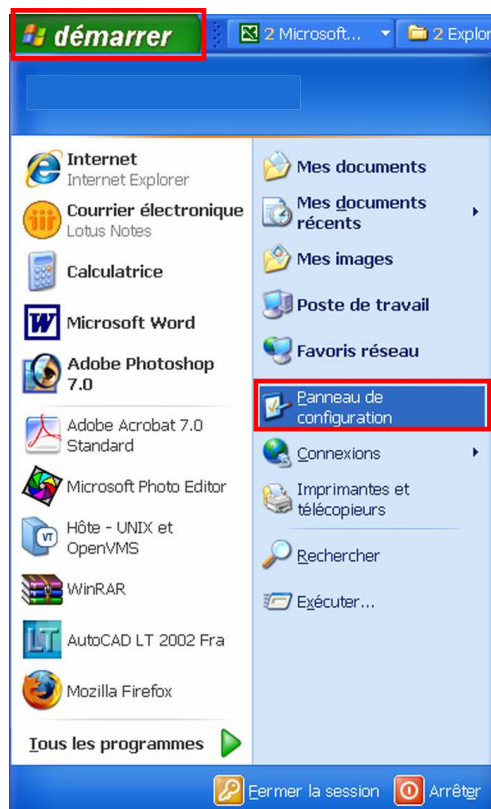 démarrer
2 Microsoft...
2 Explor
Internet
Internet Explorer
Courrier électronique
Lotus Notes
Calculatrice
Microsoft Word
Adobe Photoshop
7.0
Adobe Acrobat 7.0
Standard
Microsoft Photo Editor
Hôte - UNIX et
OpenVMS
WinRAR
AutoCAD LT 2002 Fra
Mozilla Firefox
Tous les programmes
Mes documents
Mes documents
récents
Mes images
Poste de travail
Favoris réseau
Panneau de
configuration
Connexions
Imprimantes et
télécopieurs
Rechercher
Exécuter...
Fermer la session
Arrêter